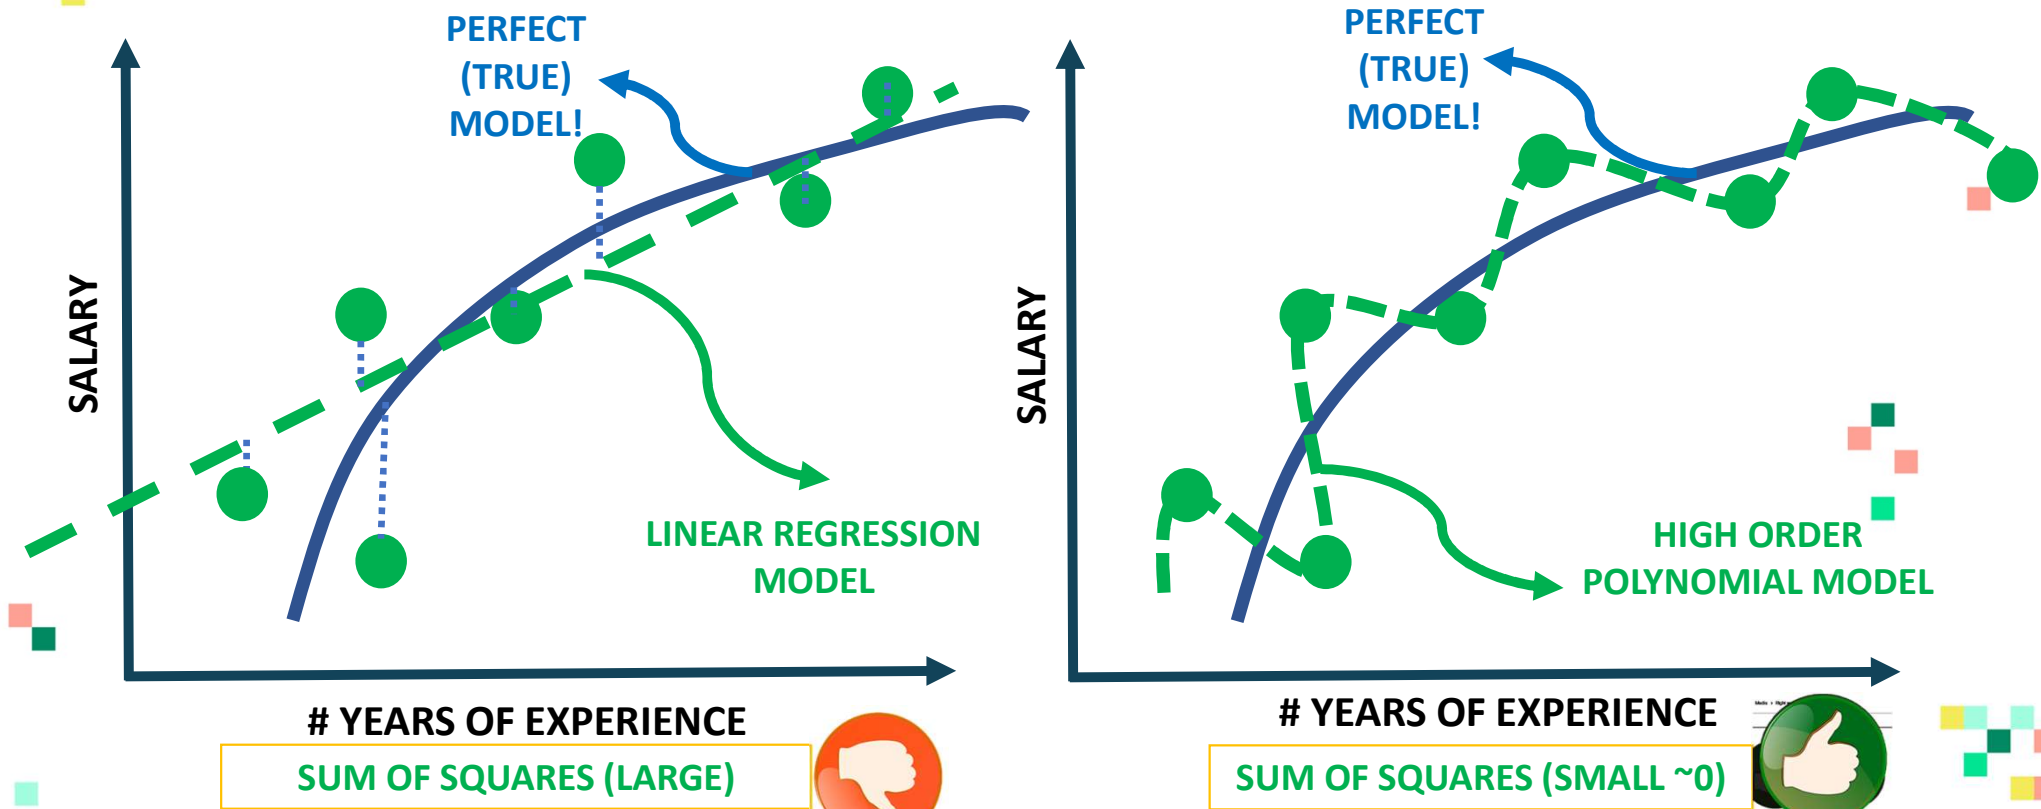 PERFECT
(TRUE)
MODEL!
SALARY
LINEAR REGRESSION
MODEL
# YEARS OF EXPERIENCE
SUM OF SQUARES (LARGE)
PERFECT
(TRUE)
MODEL!
SALARY
HIGH ORDER
POLYNOMIAL MODEL
# YEARS OF EXPERIENCE
SUM OF SQUARES (SMALL ~0)